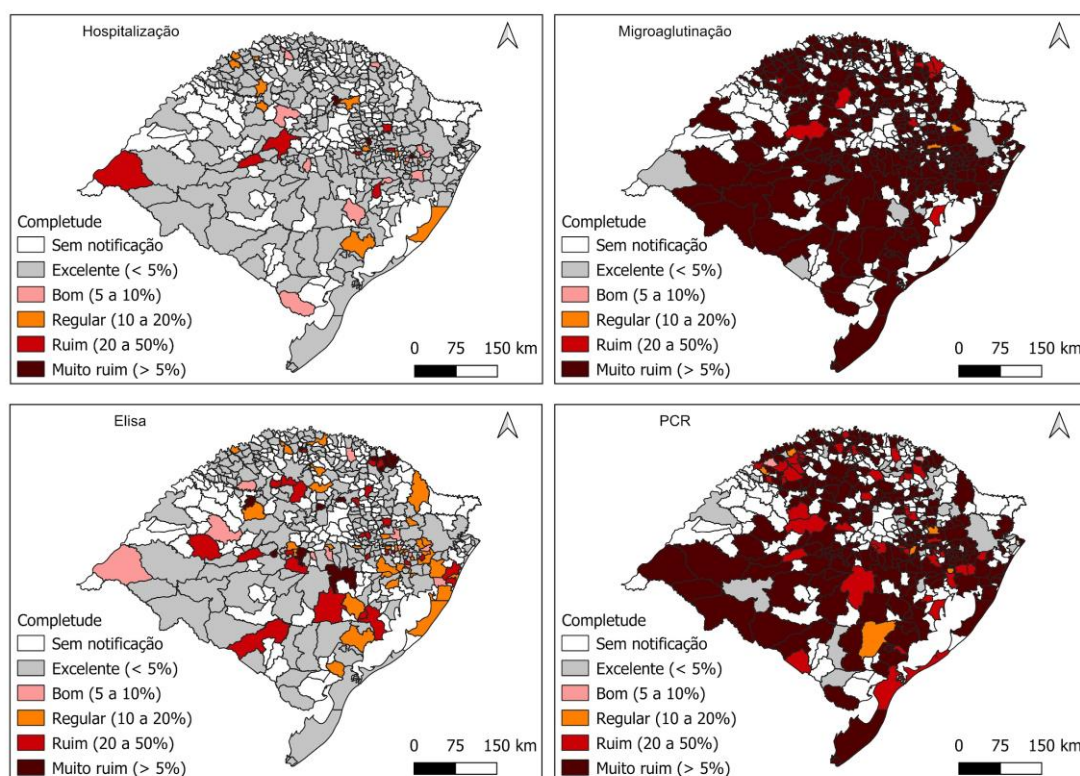 Hospitalização
Completude
Sem notificação
Excelente (< 5%)
Bom (5 a 10%)
Regular (10 a 20%)
Ruim (20 a 50%)
Muito ruim (> 5%)
0 75 150 km
Migroaglutinação
Completude
Sem notificação
Excelente (< 5%)
Bom (5 a 10%)
Regular (10 a 20%)
Ruim (20 a 50%)
Muito ruim (> 5%)
0 75 150 km
Elisa
Completude
Sem notificação
Excelente (< 5%)
Bom (5 a 10%)
Regular (10 a 20%)
Ruim (20 a 50%)
Muito ruim (> 5%)
0 75 150 km
PCR
Completude
Sem notificação
Excelente (< 5%)
Bom (5 a 10%)
Regular (10 a 20%)
Ruim (20 a 50%)
Muito ruim (> 5%)
0 75 150 km